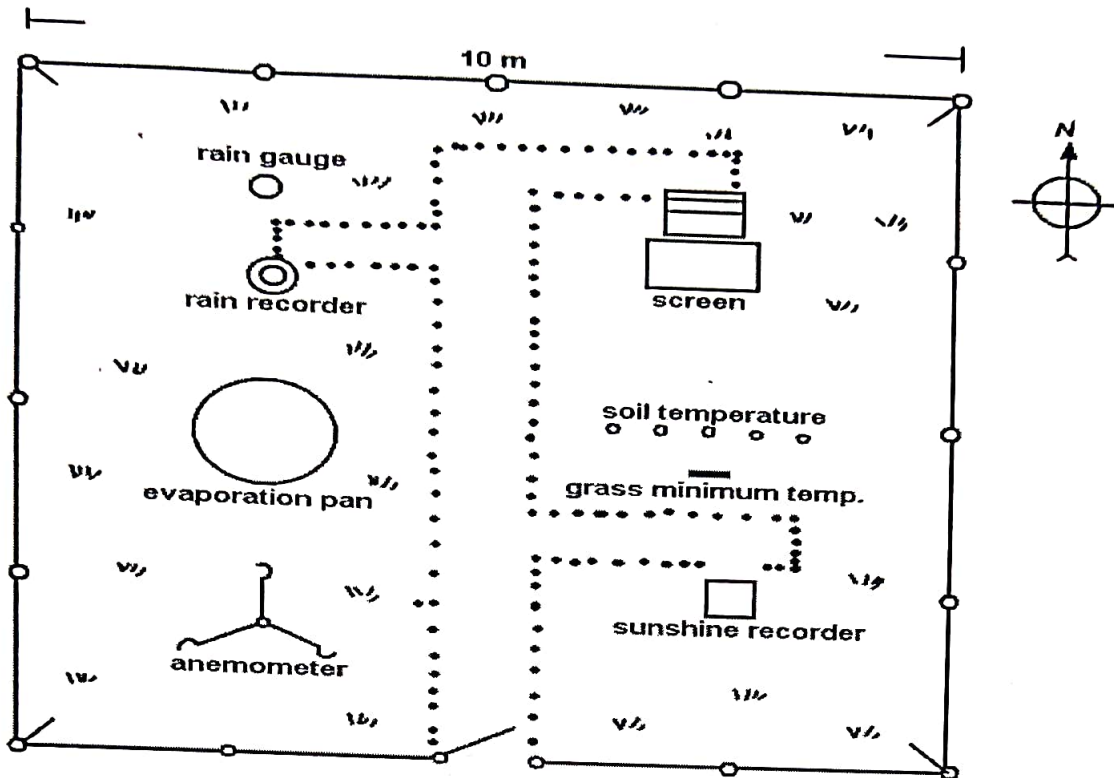 10 m
N
rain gauge
rain recorder
screen
soil temperature
evaporation pan
grass minimum temp.
anemometer
sunshine recorder